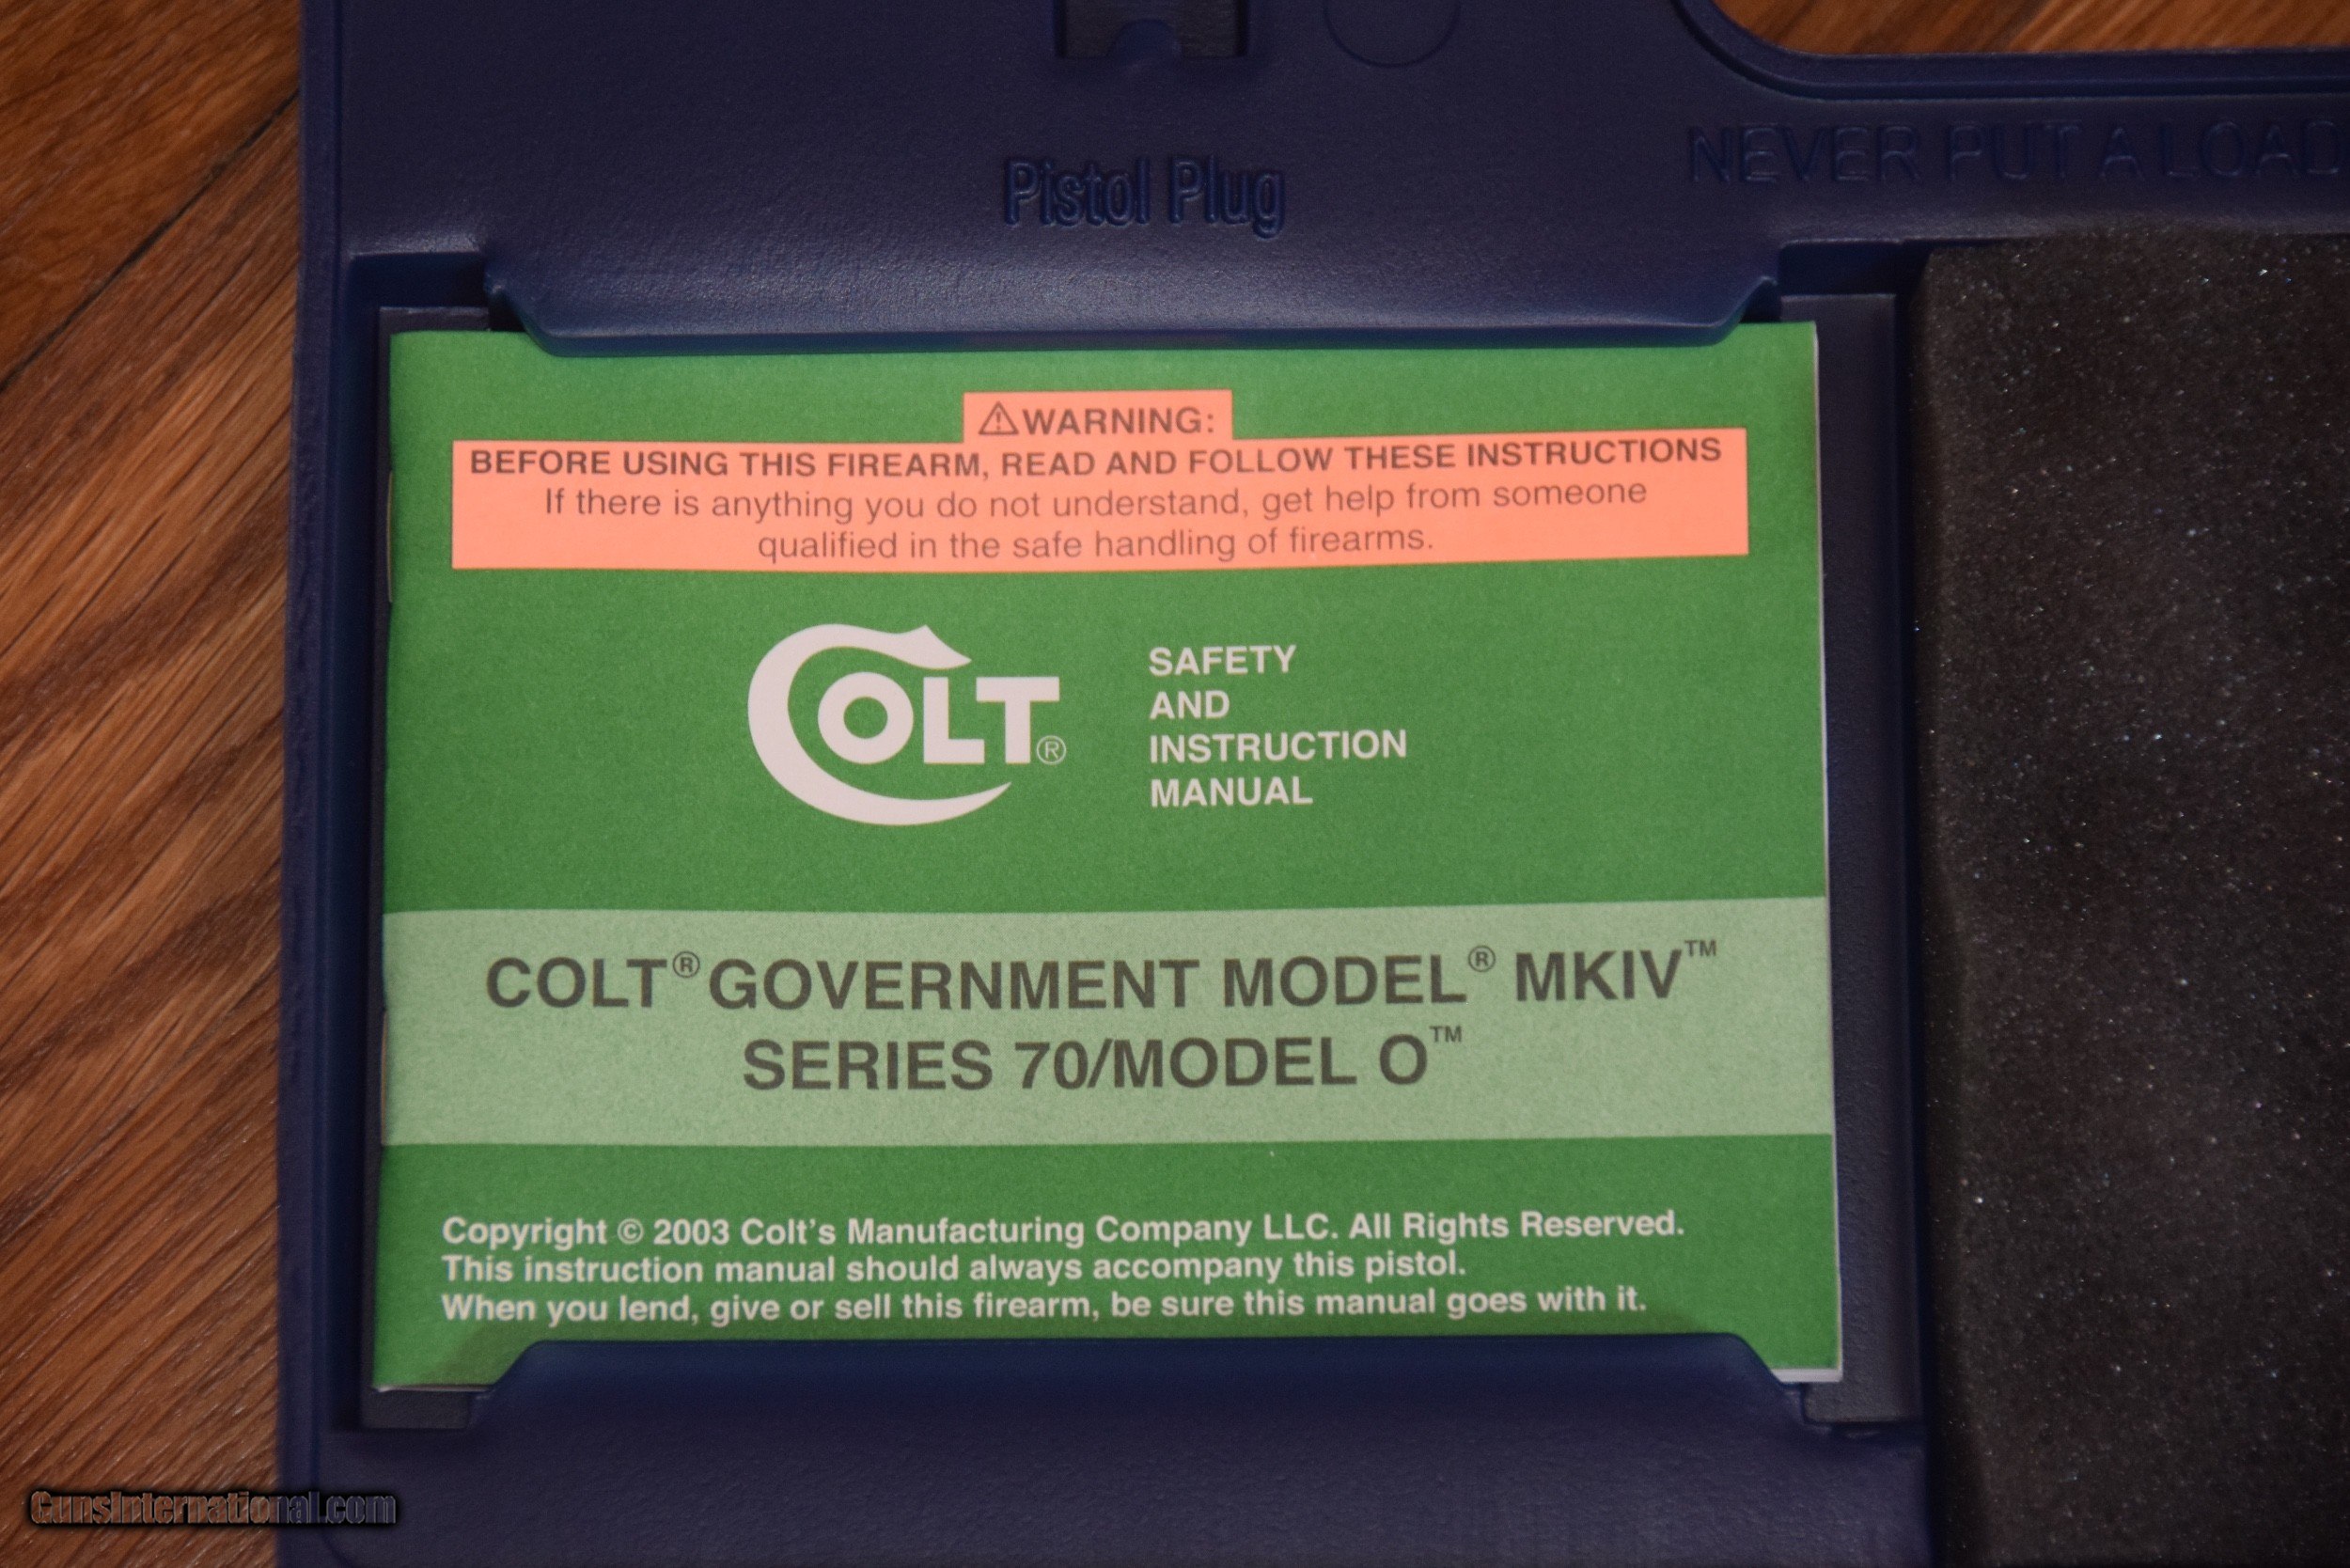 Pistol Plug
NEVER PUT A LOAD
⚠WARNING:
BEFORE USING THIS FIREARM, READ AND FOLLOW THESE INSTRUCTIONS
If there is anything you do not understand, get help from someone
qualified in the safe handling of firearms.
COLT®
SAFETY
AND
INSTRUCTION
MANUAL
COLT® GOVERNMENT MODEL® MKIV™
SERIES 70/MODEL O™
Copyright © 2003 Colt's Manufacturing Company LLC. All Rights Reserved.
This instruction manual should always accompany this pistol.
When you lend, give or sell this firearm, be sure this manual goes with it.
GunsInternational.com